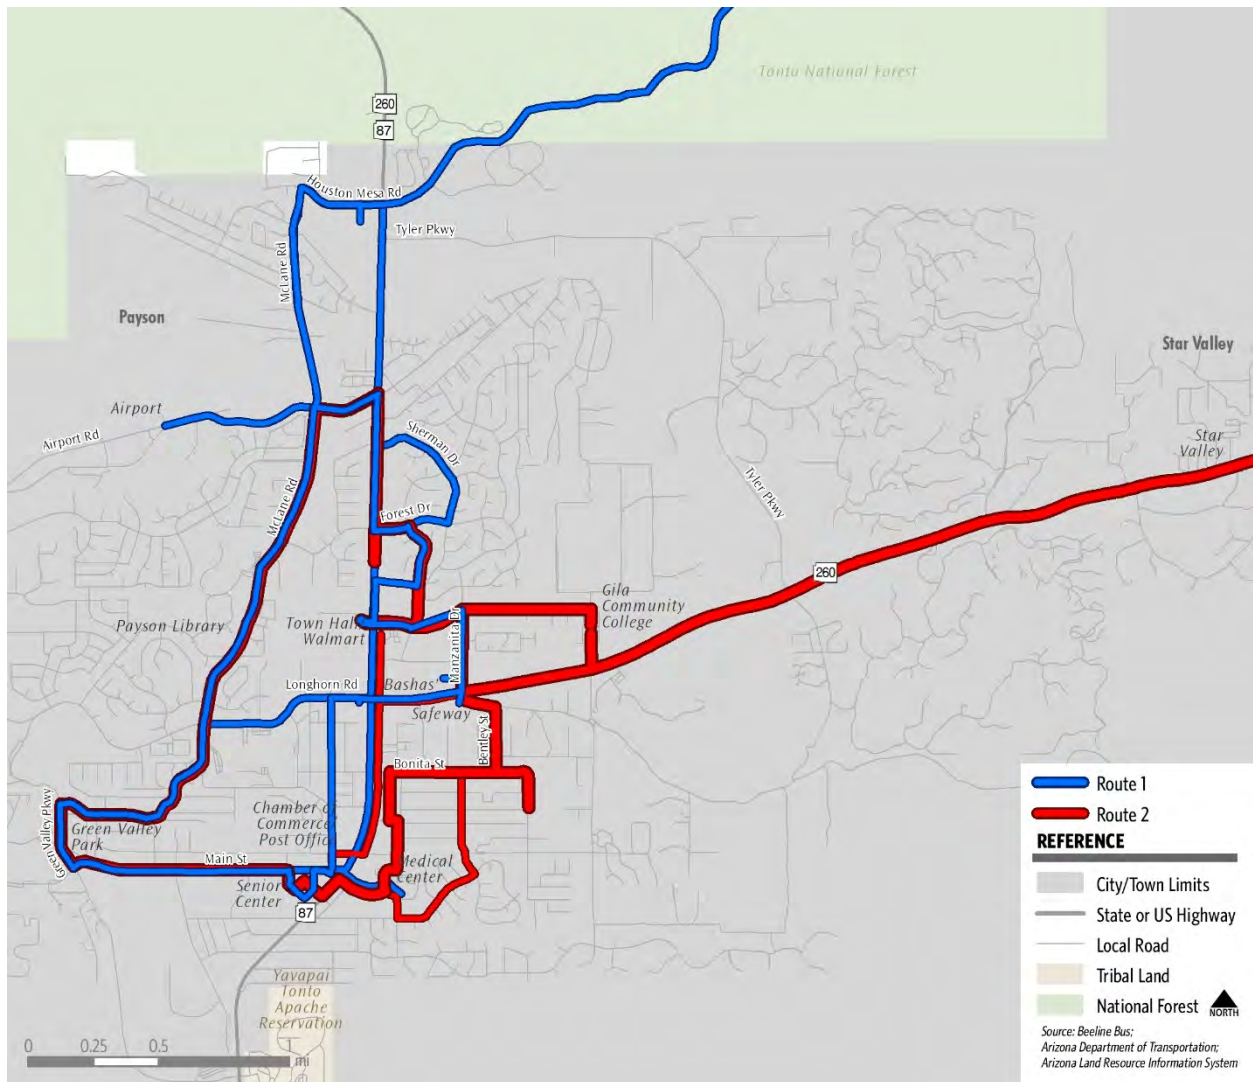 Tonto National Forest
260
87
Houston Mesa Rd
Tyler Pkwy
McLane Rd
Payson
Star Valley
Airport
Airport Rd
Sherman Dr
Star
Valley
McLane Rd
Tyler Pkwy
Forest Dr
260
Gila
Community
College
Payson Library
Town Hall
Walmart
Manzanita Dr
Longhorn Rd
Bashas'
Safeway
Bentley St
Bonita St
Green Valley Pkwy
Green Valley
Park
Chamber of
Commerce
Post Office
Main St
Medical
Center
Senior
Center
87
Yavapai
Tonto
Apache
Reservation
0 0.25 0.5 1
mi
Route 1
Route 2
REFERENCE
City/Town Limits
State or US Highway
Local Road
Tribal Land
National Forest
NORTH
Source: Beeline Bus;
Arizona Department of Transportation;
Arizona Land Resource Information System